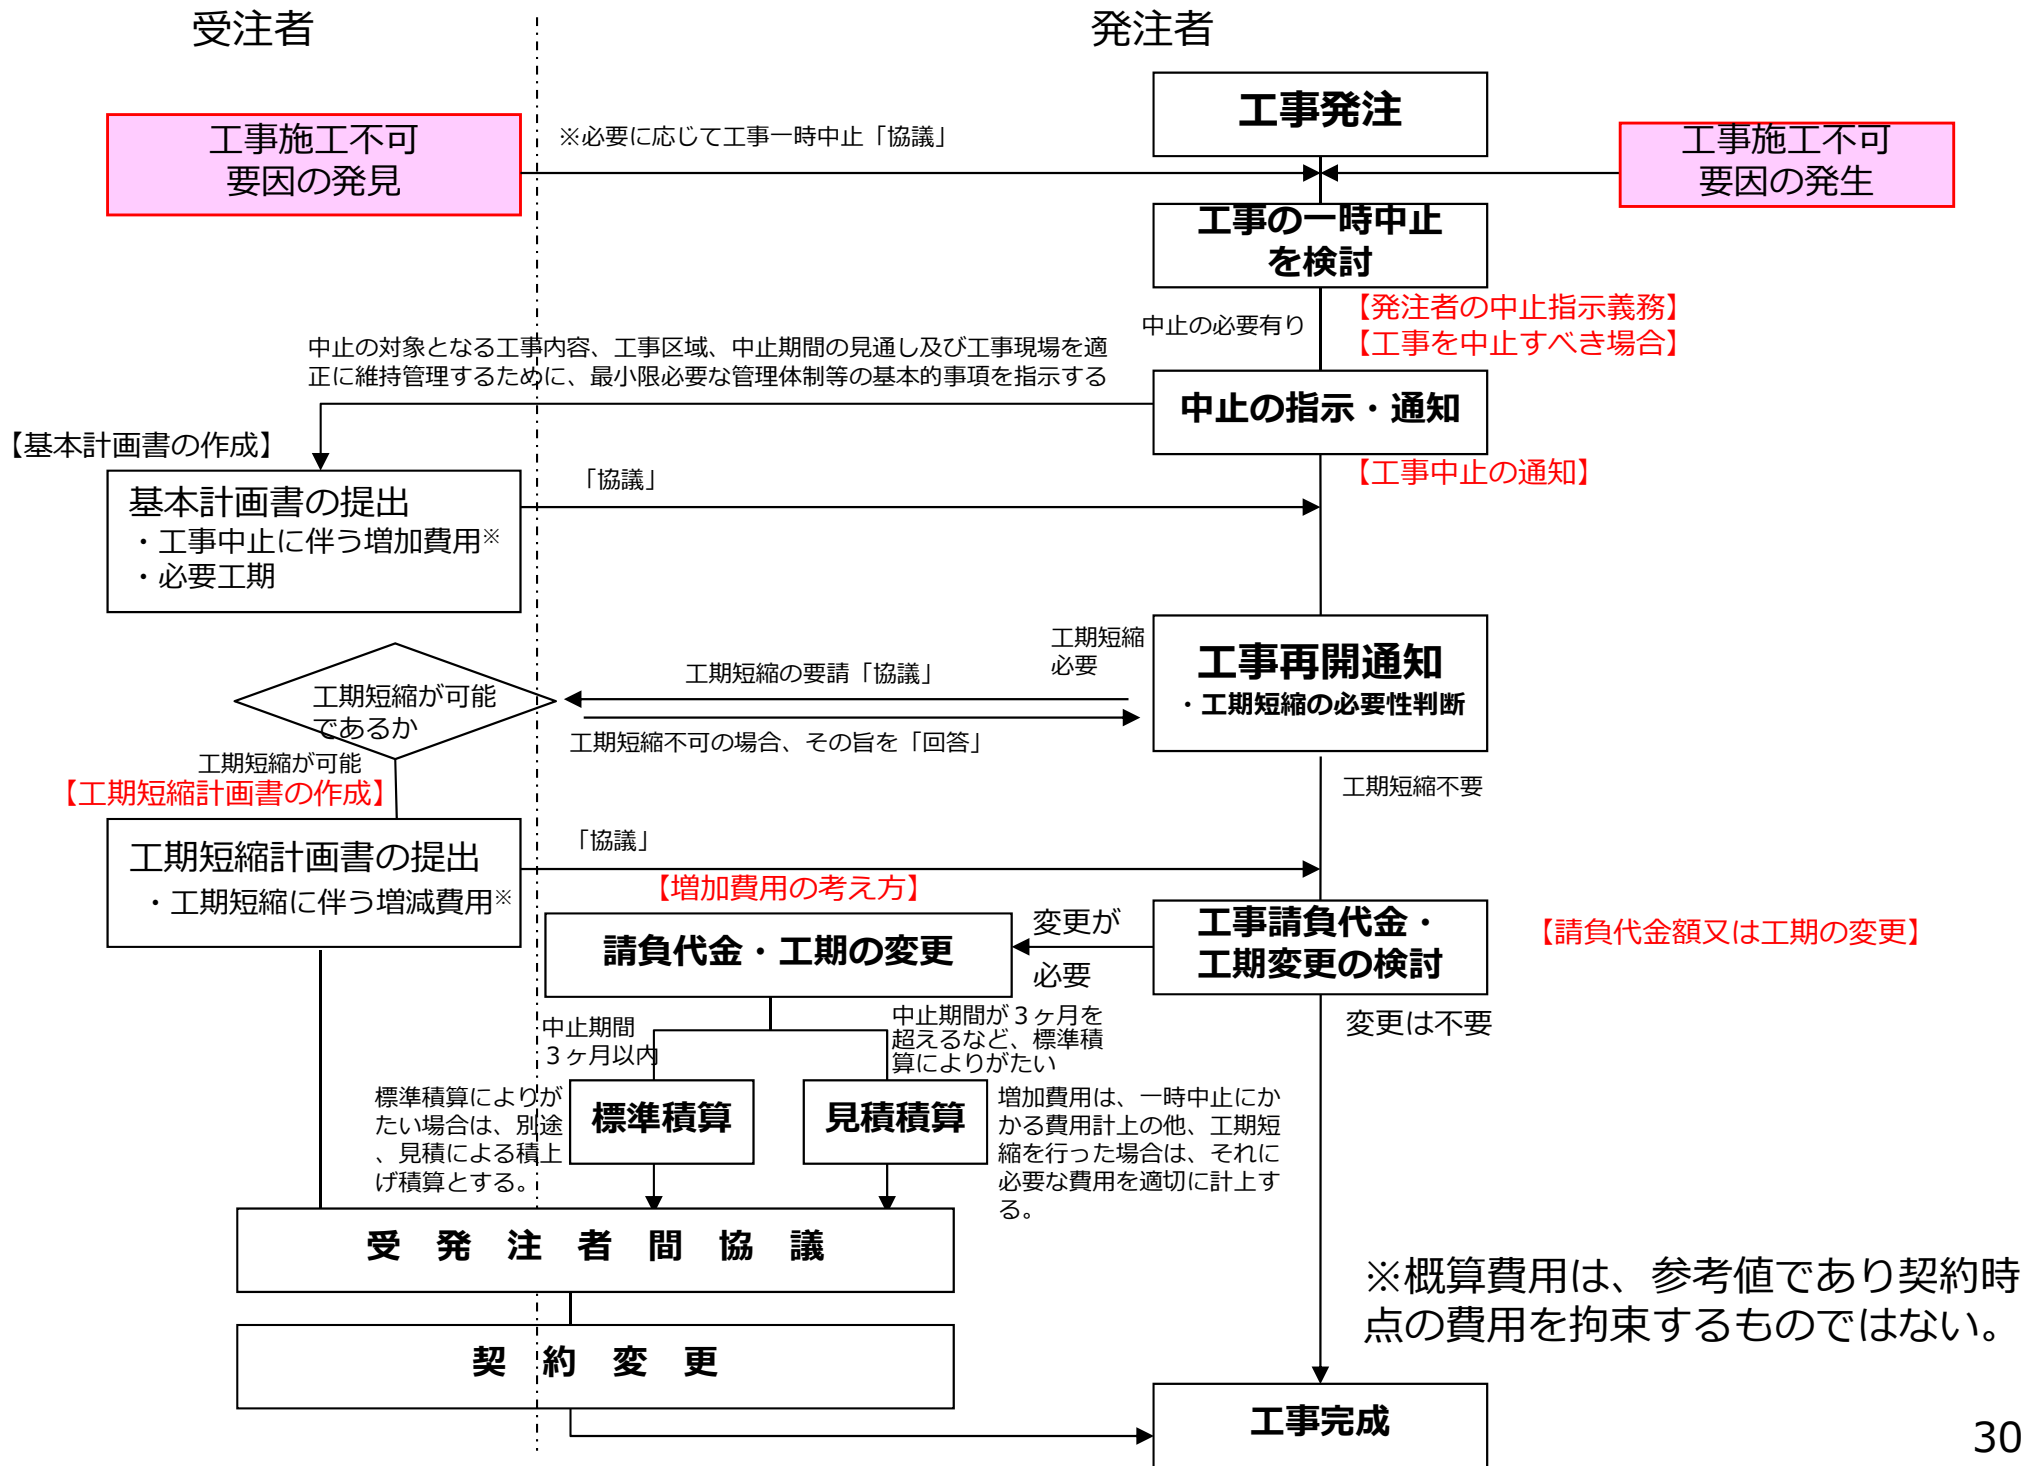 受注者
発注者
工事発注
工事施工不可
要因の発見
※必要に応じて工事一時中止「協議」
工事施工不可
要因の発生
工事の一時中止
を検討
中止の必要有り
【発注者の中止指示義務】
【工事を中止すべき場合】
中止の対象となる工事内容、工事区域、中止期間の見通し及び工事現場を適
正に維持管理するために、最小限必要な管理体制等の基本的事項を指示する
中止の指示・通知
【工事中止の通知】
【基本計画書の作成】
基本計画書の提出
・工事中止に伴う増加費用※
・必要工期
「協議」
工期短縮
必要
工事再開通知
・工期短縮の必要性判断
工期短縮の要請「協議」
工期短縮が可能
であるか
工期短縮不可の場合、その旨を「回答」
工期短縮が可能
工期短縮不要
【工期短縮計画書の作成】
工期短縮計画書の提出
・工期短縮に伴う増減費用※
「協議」
【増加費用の考え方】
請負代金・工期の変更
変更が
必要
工事請負代金・
工期変更の検討
【請負代金額又は工期の変更】
変更は不要
中止期間
３ヶ月以内
中止期間が３ヶ月を
超えるなど、標準積
算によりがたい
標準積算によりが
たい場合は、別途
、見積による積上
げ積算とする。
標準積算
見積積算
増加費用は、一時中止にか
かる費用計上の他、工期短
縮を行った場合は、それに
必要な費用を適切に計上す
る。
受　発　注　者　間　協　議
契　約　変　更
※概算費用は、参考値であり契約時
点の費用を拘束するものではない。
工事完成
30